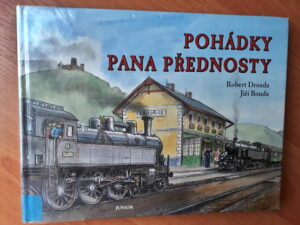 POHÁDKY
PANA PŘEDNOSTY
Robert Drozda
Jiří Bouda
JUNIOR